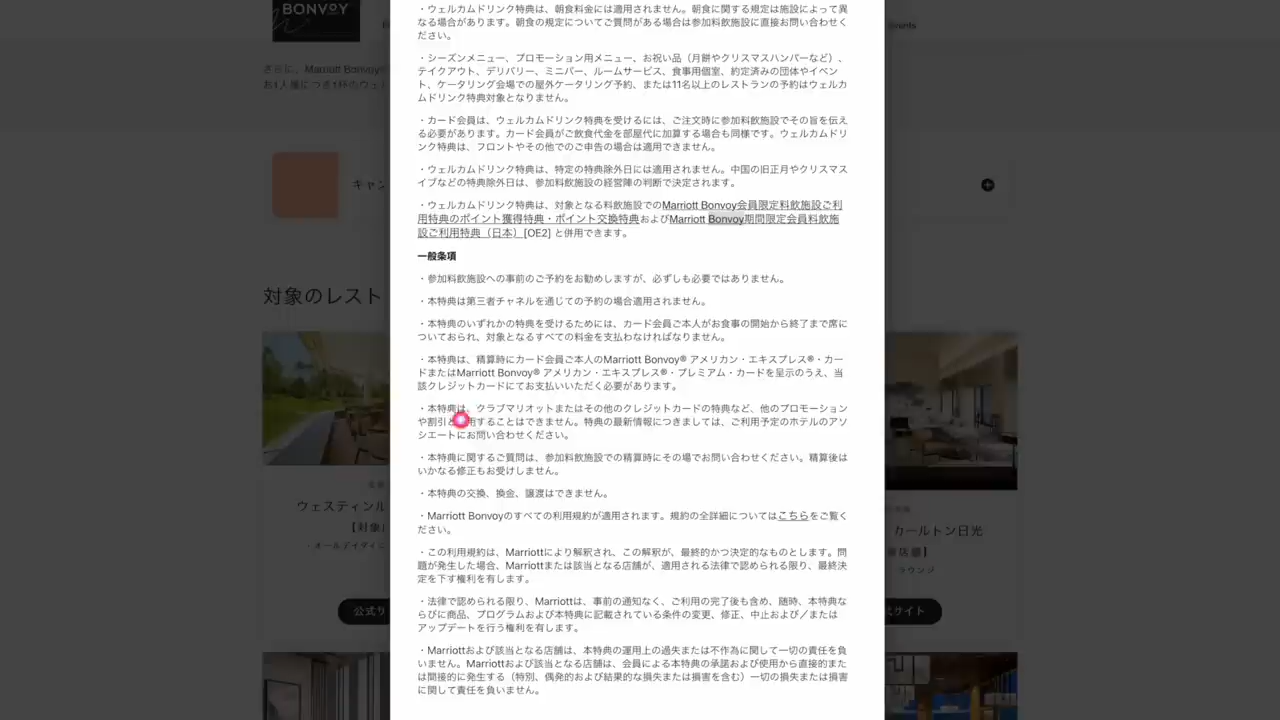 BONVOY
・ウェルカムドリンク特典は、朝食料金には適用されません。朝食に関する規定は施設によって異
なる場合があります。朝食の規定についてご質問がある場合は参加料飲施設に直接お問い合わせく
ださい。
さらに、Marriott Bonvoy
お1人様につき1杯のウェル
・シーズンメニュー、プロモーション用メニュー、お祝い品（月餅やクリスマスハンパーなど）、
テイクアウト、デリバリー、ミニバー、ルームサービス、食事用個室、約定済みの団体やイベン
ト、ケータリング会場での屋外ケータリング予約、または11名以上のレストランの予約はウェルカ
ムドリンク特典対象となりません。
・カード会員は、ウェルカムドリンク特典を受けるには、ご注文時に参加料飲施設でその旨を伝え
る必要があります。カード会員がご飲食代金を部屋代に加算する場合も同様です。ウェルカムドリ
ンク特典は、フロントやその他でのご申告の場合は適用できません。
・ウェルカムドリンク特典は、特定の特典除外日には適用されません。中国の旧正月やクリスマス
イブなどの特典除外日は、参加料飲施設の経営陣の判断で決定されます。
キャン
・ウェルカムドリンク特典は、対象となる料飲施設でのMarriott Bonvoy会員限定料飲施設ご利
用特典のポイント獲得特典・ポイント交換特典およびMarriott Bonvoy期間限定会員料飲施
設ご利用特典（日本）[OE2] と併用できます。
一般条項
・参加料飲施設への事前のご予約をお勧めしますが、必ずしも必要ではありません。
対象のレスト
・本特典は第三者チャネルを通じての予約の場合適用されません。
・本特典のいずれかの特典を受けるためには、カード会員ご本人がお食事の開始から終了まで席に
ついておられ、対象となるすべての料金を支払わなければなりません。
・本特典は、精算時にカード会員ご本人のMarriott Bonvoy® アメリカン・エキスプレス®・カー
ドまたはMarriott Bonvoy® アメリカン・エキスプレス®・プレミアム・カードを呈示のうえ、当
該クレジットカードにてお支払いいただく必要があります。
・本特典は、クラブマリオットまたはその他のクレジットカードの特典など、他のプロモーション
や割引と用することはできません。特典の最新情報につきましては、ご利用予定のホテルのアソ
シエートにお問い合わせください。
・本特典に関するご質問は、参加料飲施設での精算時にその場でお問い合わせください。精算後は
いかなる修正もお受けしません。
・本特典の交換、換金、譲渡はできません。
ウェスティンル
【対象
・オールデイダイニ
カールトン日光
ラウンジ
・Marriott Bonvoyのすべての利用規約が適用されます。規約の全詳細についてはこちらをご覧く
ださい。
・この利用規約は、Marriottにより解釈され、この解釈が、最終的かつ決定的なものとします。問
題が発生した場合、Marriottまたは該当となる店舗が、適用される法律で認められる限り、最終決
定を下す権利を有します。
公式サ
式サイト
・法律で認められる限り、Marriottは、事前の通知なく、ご利用の完了後も含め、随時、本特典な
らびに商品、プログラムおよび本特典に記載されている条件の変更、修正、中止および／または
アップデートを行う権利を有します。
・Marriottおよび該当となる店舗は、本特典の運用上の過失または不作為に関して一切の責任を負
いません。Marriottおよび該当となる店舗は、会員による本特典の承諾および使用から直接的また
は間接的に発生する（特別、偶発的および結果的な損失または損害を含む）一切の損失または損害
に関して責任を負いません。